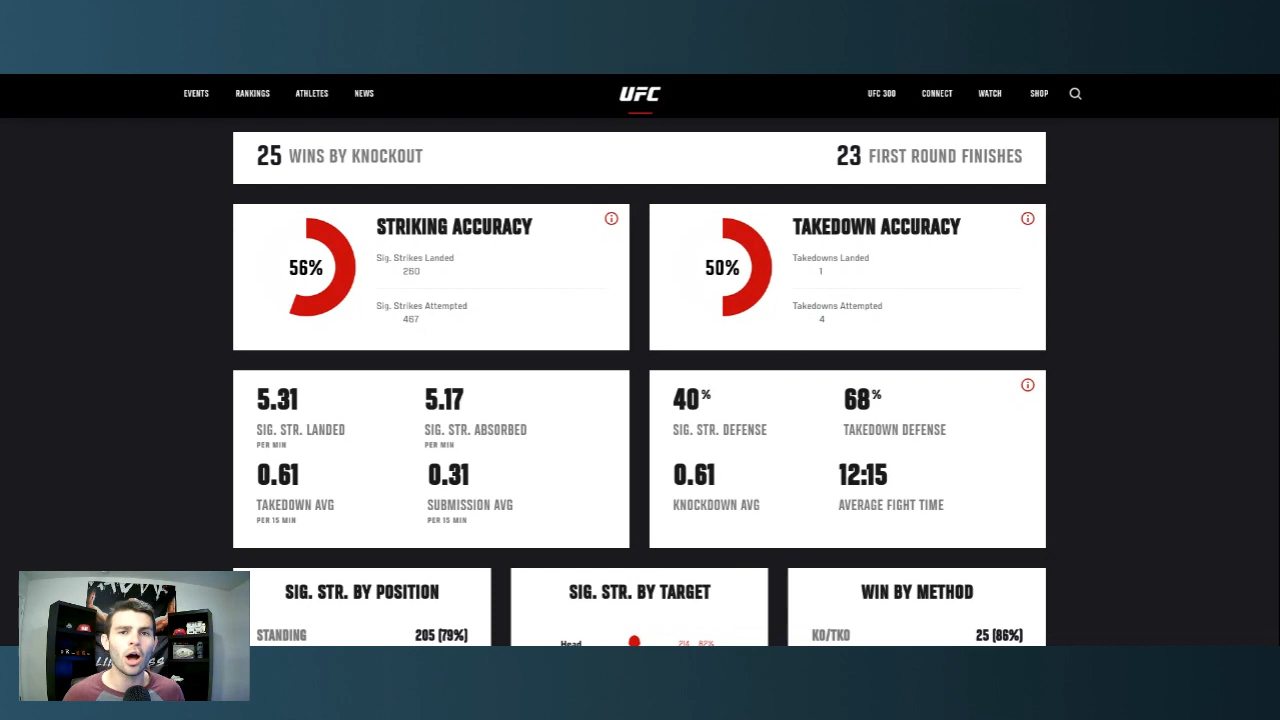 EVENTS RANKINGS ATHLETES NEWS UFC UFC 300 CONNECT WATCH SHOP
25 WINS BY KNOCKOUT
23 FIRST ROUND FINISHES
STRIKING ACCURACY
56%
Sig. Strikes Landed
260
Sig. Strikes Attempted
467
TAKEDOWN ACCURACY
50%
Takedowns Landed
1
Takedowns Attempted
4
5.31
SIG. STR. LANDED
PER MIN
5.17
SIG. STR. ABSORBED
PER MIN
0.61
TAKEDOWN AVG
PER 15 MIN
0.31
SUBMISSION AVG
PER 15 MIN
40%
SIG. STR. DEFENSE
68%
TAKEDOWN DEFENSE
0.61
KNOCKDOWN AVG
12:15
AVERAGE FIGHT TIME
SIG. STR. BY POSITION
STANDING 205 (79%)
SIG. STR. BY TARGET
Head
WIN BY METHOD
KO/TKO 25 (86%)